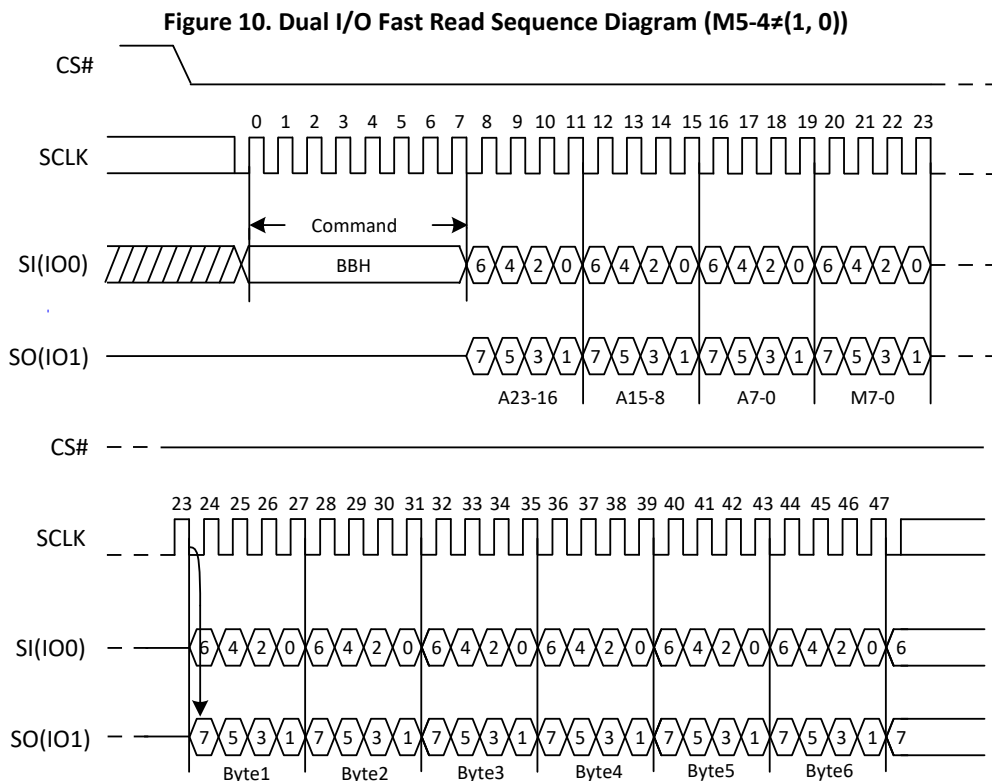 Figure 10. Dual I/O Fast Read Sequence Diagram (M5-4≠(1, 0))
CS#
0 1 2 3 4 5 6 7 8 9 10 11 12 13 14 15 16 17 18 19 20 21 22 23
SCLK
Command
SI(IO0) BBH 6 4 2 0 6 4 2 0 6 4 2 0 6 4 2 0
SO(IO1) 7 5 3 1 7 5 3 1 7 5 3 1 7 5 3 1
A23-16 A15-8 A7-0 M7-0
CS#
23 24 25 26 27 28 29 30 31 32 33 34 35 36 37 38 39 40 41 42 43 44 45 46 47
SCLK
SI(IO0) 6 4 2 0 6 4 2 0 6 4 2 0 6 4 2 0 6 4 2 0 6 4 2 0 6
SO(IO1) 7 5 3 1 7 5 3 1 7 5 3 1 7 5 3 1 7 5 3 1 7 5 3 1 7
Byte1 Byte2 Byte3 Byte4 Byte5 Byte6